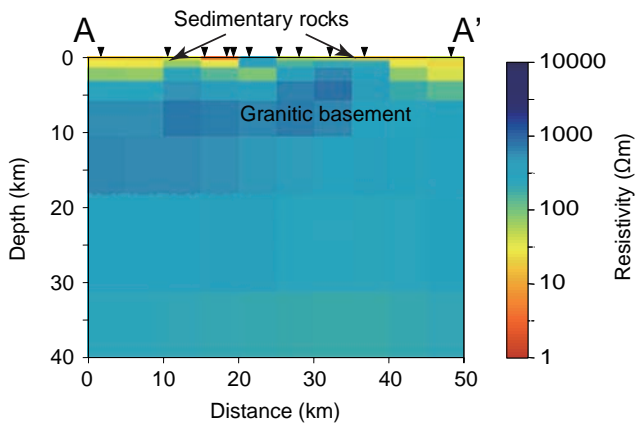 A
Sedimentary rocks
A’
0
10
20
30
40
Depth (km)
Granitic basement
0
10
20
30
40
50
Distance (km)
10000
1000
100
10
1
Resistivity (Ωm)